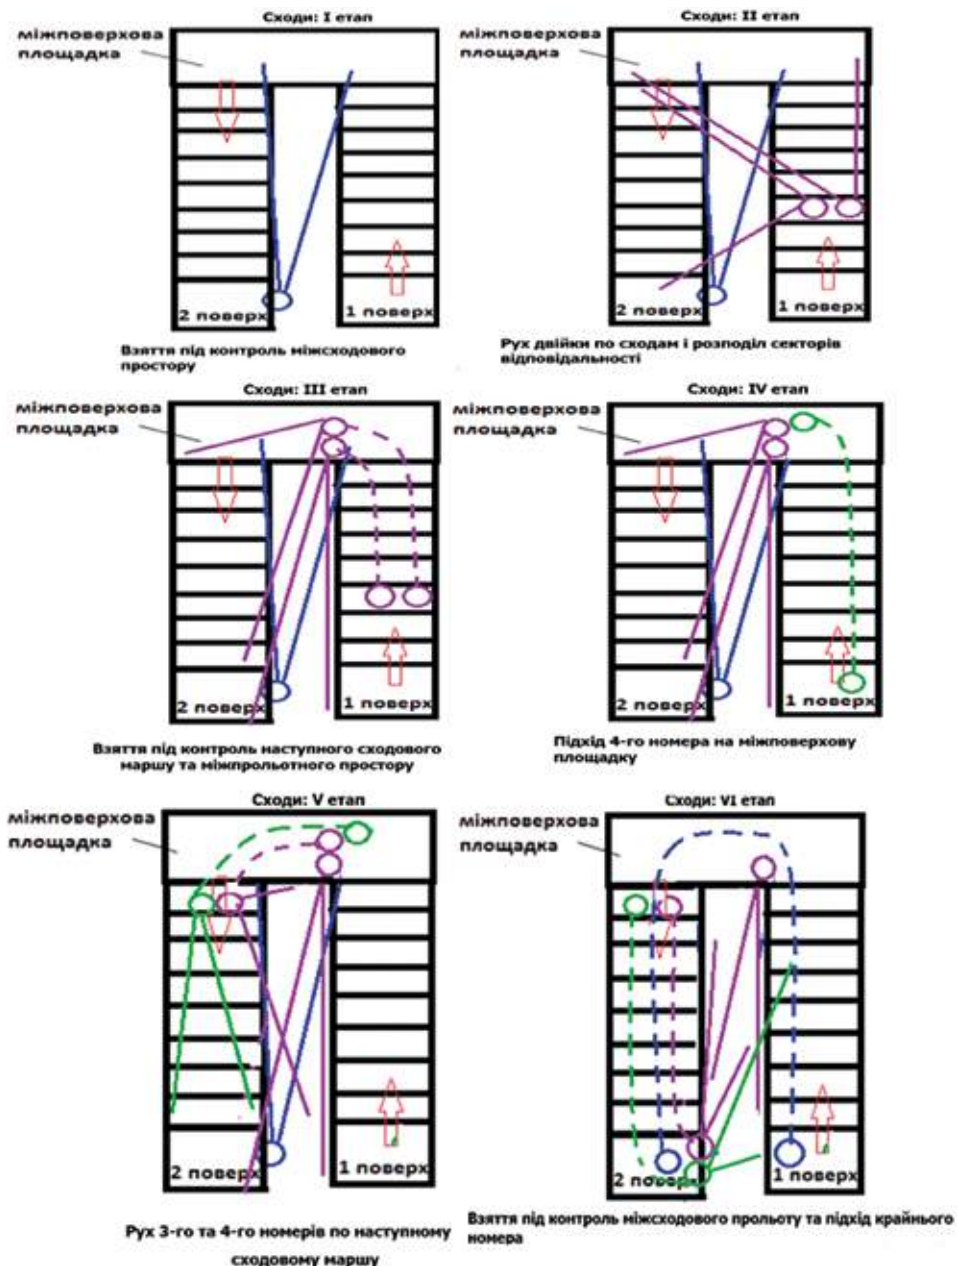 Сходи: I етап
міжповерхова
площадка
2 поверх
1 поверх
Взяття під контроль міжсходового
простору
Сходи: II етап
міжповерхова
площадка
2 поверх
1 поверх
Рух двійки по сходам і розподіл секторів
відповідальності
Сходи: III етап
міжповерхова
площадка
2 поверх
1 поверх
Взяття під контроль наступного сходового
маршу та міжпрольотного простору
Сходи: IV етап
міжповерхова
площадка
2 поверх
1 поверх
Підхід 4-го номера на міжповерхову
площадку
Сходи: V етап
міжповерхова
площадка
2 поверх
1 поверх
Рух 3-го та 4-го номерів по наступному
сходовому маршу
Сходи: VI етап
міжповерхова
площадка
2 поверх
1 поверх
Взяття під контроль міжсходового прольоту та підхід крайнього
номера